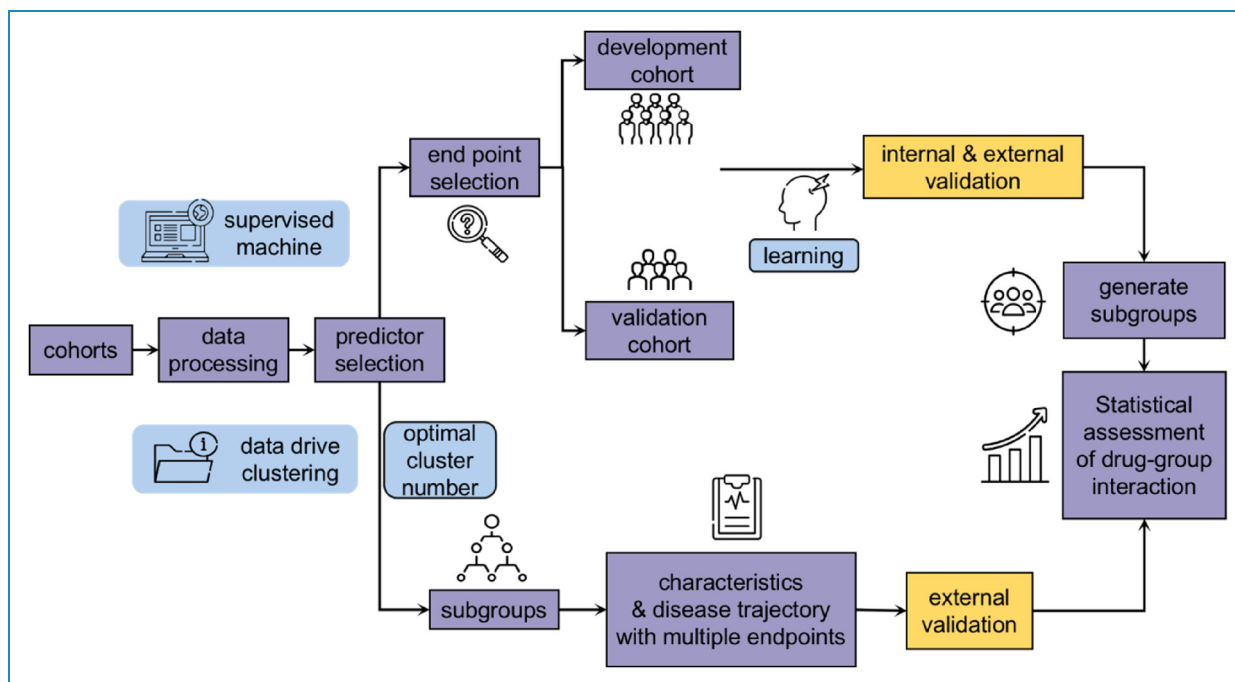 development
cohort
end point
selection
internal & external
validation
supervised
machine
learning
validation
cohort
generate
subgroups
cohorts
data
processing
predictor
selection
data drive
clustering
optimal
cluster
number
Statistical
assessment
of drug-group
interaction
subgroups
characteristics
& disease trajectory
with multiple endpoints
external
validation